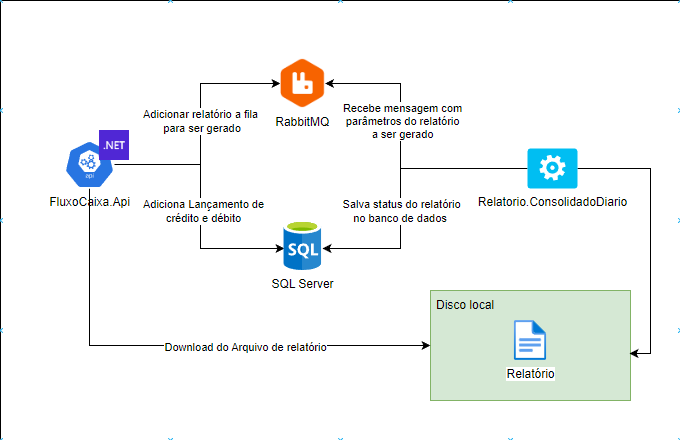 Adicionar relatório a fila
para ser gerado
RabbitMQ
Recebe mensagem com
parâmetros do relatório
a ser gerado
.NET
api
FluxoCaixa.Api
Adiciona Lançamento de
crédito e débito
SQL
SQL Server
Salva status do relatório
no banco de dados
Relatorio.ConsolidadoDiario
Disco local
Download do Arquivo de relatório
Relatório